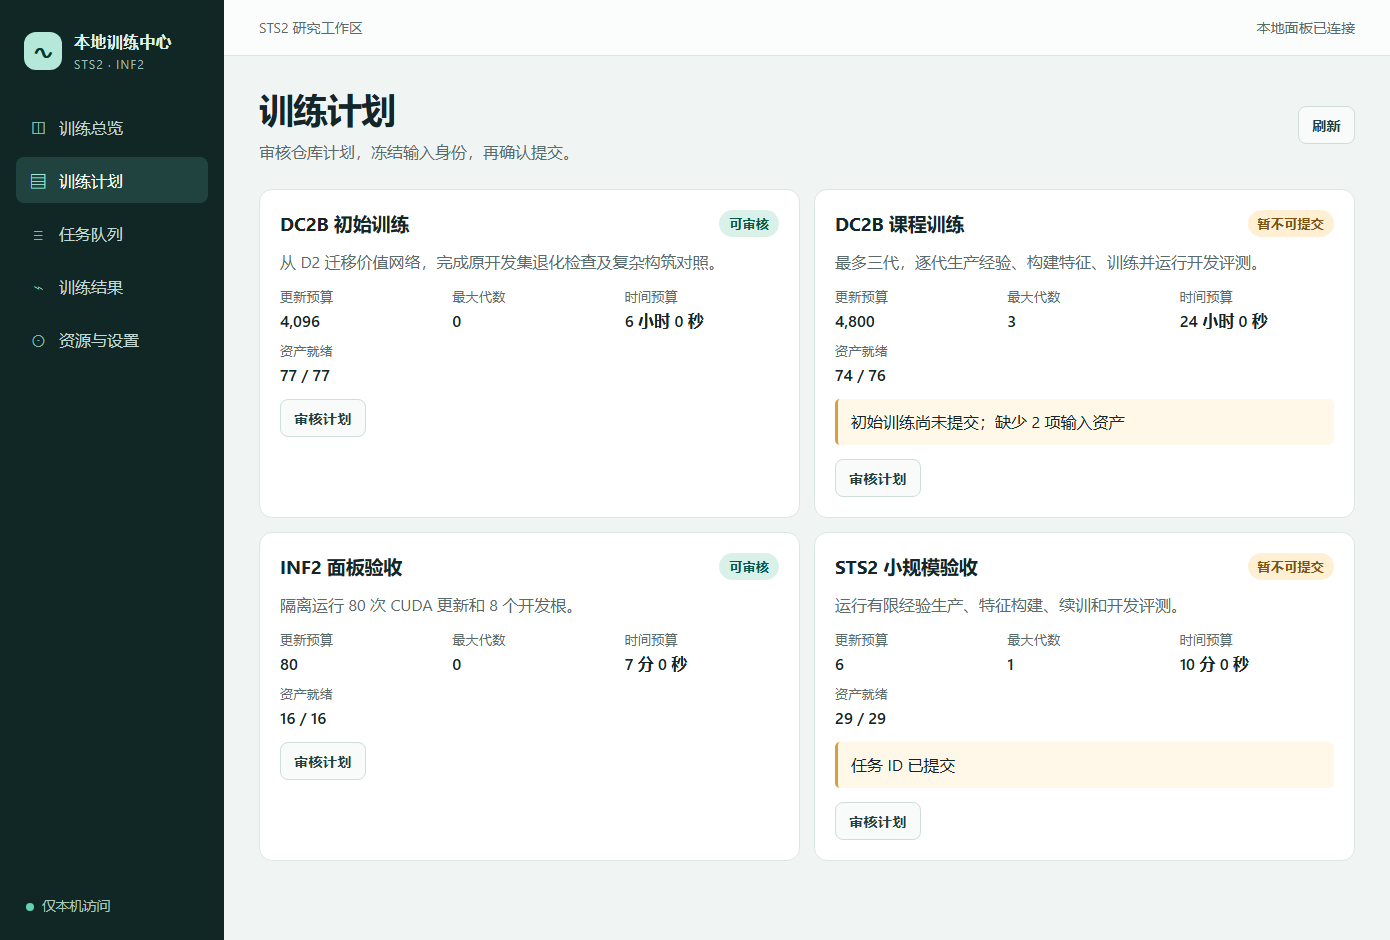 本地训练中心
STS2 · INF2
训练总览
训练计划
任务队列
训练结果
资源与设置
仅本机访问
STS2 研究工作区
本地面板已连接
训练计划
审核仓库计划，冻结输入身份，再确认提交。
刷新
DC2B 初始训练
可审核
从 D2 迁移价值网络，完成原开发集退化检查及复杂构筑对照。
更新预算 最大代数 时间预算
4,096 0 6 小时 0 秒
资产就绪
77 / 77
审核计划
DC2B 课程训练
暂不可提交
最多三代，逐代生产经验、构建特征、训练并运行开发评测。
更新预算 最大代数 时间预算
4,800 3 24 小时 0 秒
资产就绪
74 / 76
初始训练尚未提交；缺少 2 项输入资产
审核计划
INF2 面板验收
可审核
隔离运行 80 次 CUDA 更新和 8 个开发根。
更新预算 最大代数 时间预算
80 0 7 分 0 秒
资产就绪
16 / 16
审核计划
STS2 小规模验收
暂不可提交
运行有限经验生产、特征构建、续训和开发评测。
更新预算 最大代数 时间预算
6 1 10 分 0 秒
资产就绪
29 / 29
任务 ID 已提交
审核计划